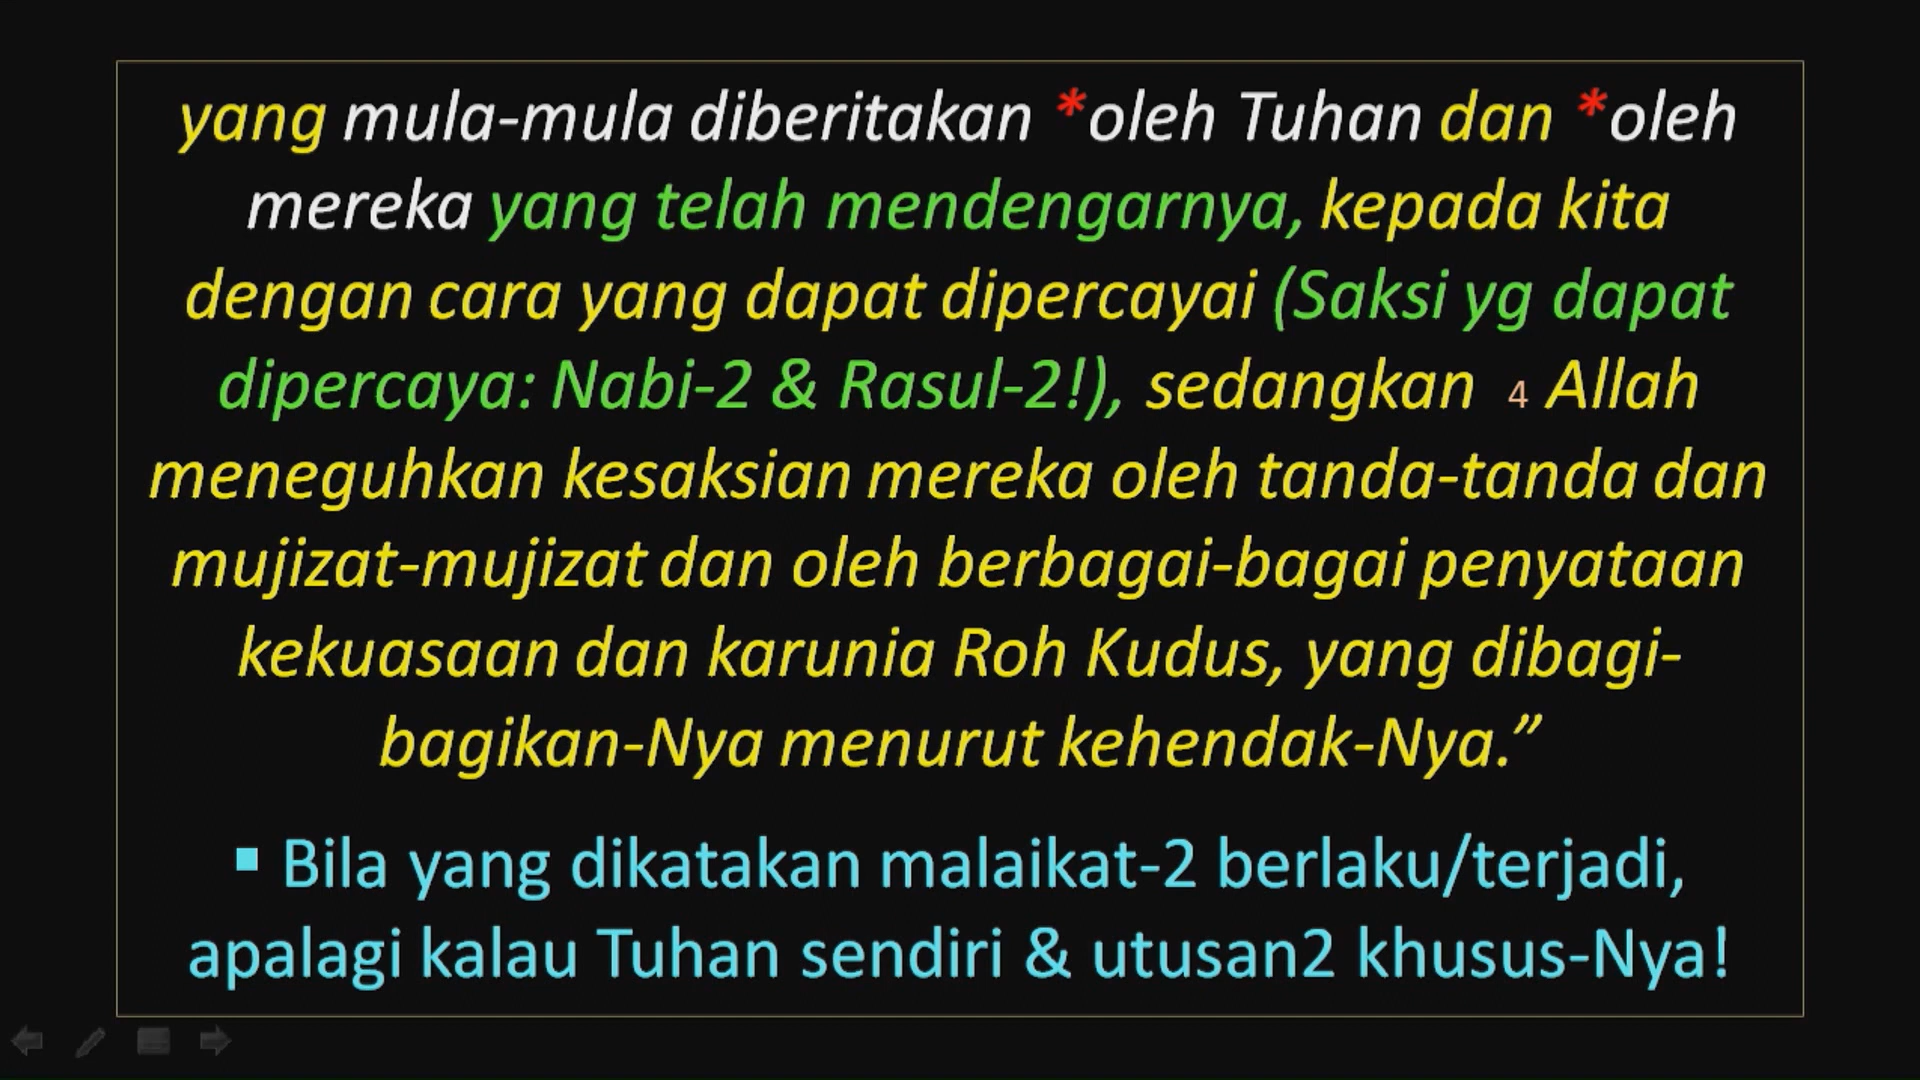 yang mula-mula diberitakan *oleh Tuhan dan *oleh
mereka yang telah mendengarnya, kepada kita
dengan cara yang dapat dipercayai (Saksi yg dapat
dipercaya: Nabi-2 & Rasul-2!), sedangkan 4 Allah
meneguhkan kesaksian mereka oleh tanda-tanda dan
mujizat-mujizat dan oleh berbagai-bagai penyataan
kekuasaan dan karunia Roh Kudus, yang dibagi-
bagikan-Nya menurut kehendak-Nya.”
▪ Bila yang dikatakan malaikat-2 berlaku/terjadi,
apalagi kalau Tuhan sendiri & utusan2 khusus-Nya!